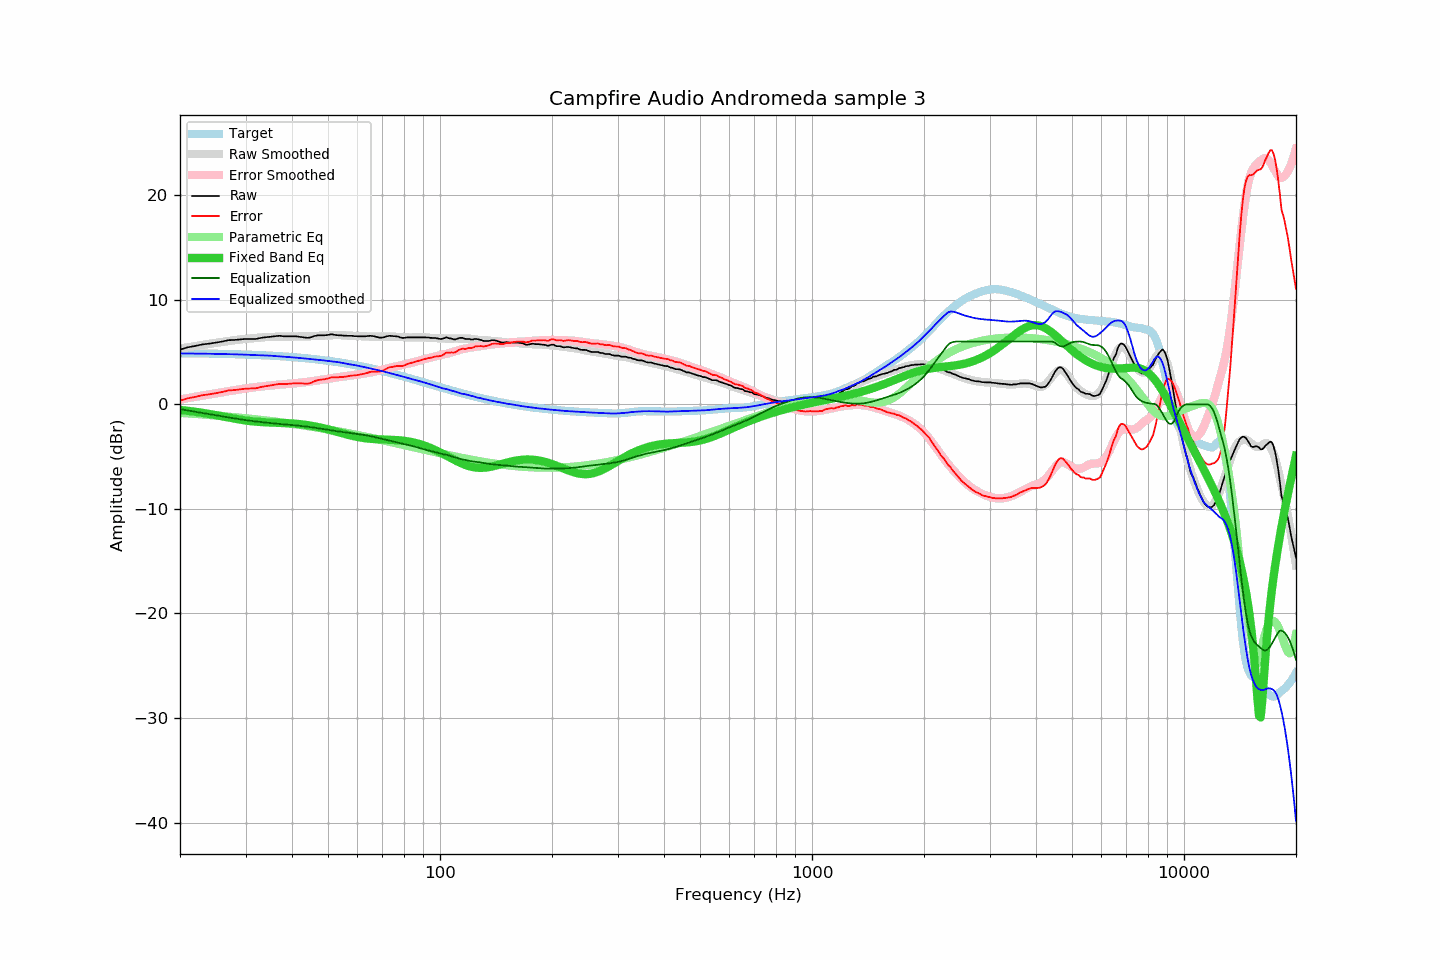 Campfire Audio Andromeda sample 3
Target
Raw Smoothed
Error Smoothed
Raw
Error
Parametric Eq
Fixed Band Eq
Equalization
Equalized smoothed
20
10
0
−10
−20
−30
−40
Amplitude (dBr)
100
1000
10000
Frequency (Hz)